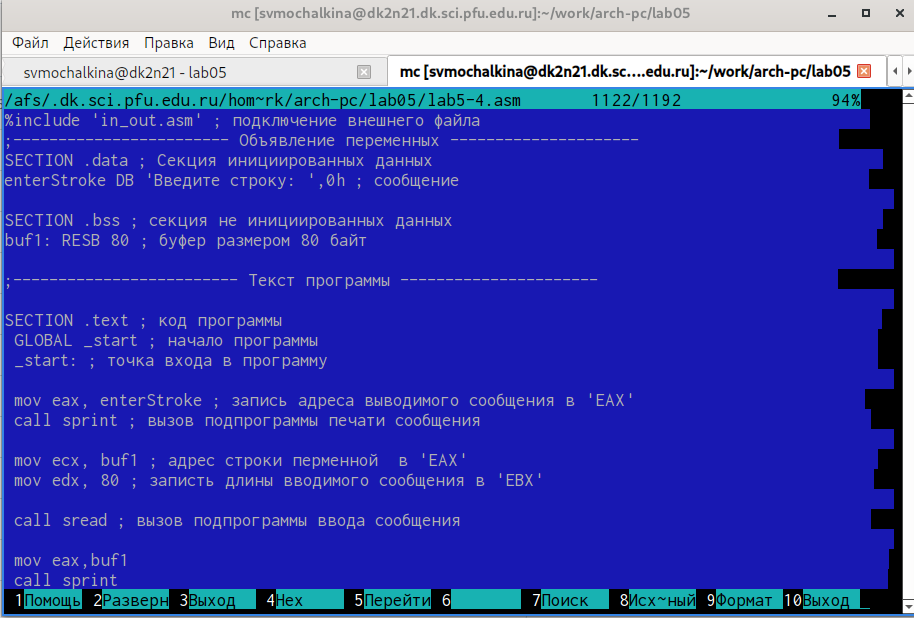 mc [svmochalkina@dk2n21.dk.sci.pfu.edu.ru]:~/work/arch-pc/lab05
Файл Действия Правка Вид Справка
svmochalkina@dk2n21 - lab05 mc [svmochalkina@dk2n21.dk.sc....edu.ru]:~/work/arch-pc/lab05
/afs/.dk.sci.pfu.edu.ru/hom~rk/arch-pc/lab05/lab5-4.asm 1122/1192 94%
%include 'in_out.asm' ; подключение внешнего файла
;----------------------- Объявление переменных --------------------
SECTION .data ; Секция инициированных данных
enterStroke DB 'Введите строку: ',0h ; сообщение
SECTION .bss ; секция не инициированных данных
buf1: RESB 80 ; буфер размером 80 байт
;------------------------ Текст программы ---------------------
SECTION .text ; код программы
GLOBAL _start ; начало программы
_start: ; точка входа в программу
mov eax, enterStroke ; запись адреса выводимого сообщения в 'EAX'
call sprint ; вызов подпрограммы печати сообщения
mov ecx, buf1 ; адрес строки перменной  в 'EAX'
mov edx, 80 ; записть длины вводимого сообщения в 'EBX'
call sread ; вызов подпрограммы ввода сообщения
mov eax,buf1
call sprint
1Помощь 2Разверн 3Выход 4Hex 5Перейти 6 7Поиск 8Исх~ный 9Формат 10Выход